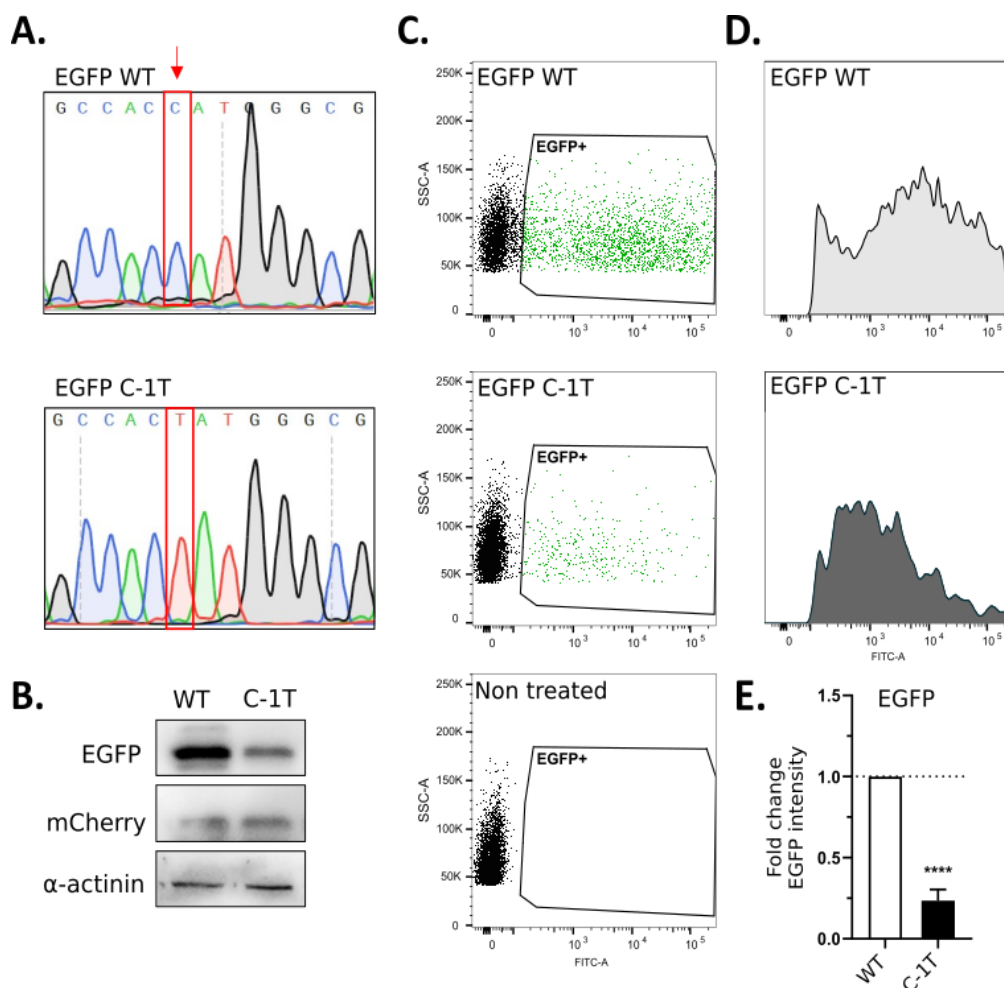 A.
EGFP WT
G C C A C C A T G G G C G
EGFP C-1T
G C C A C T A T G G G C G
B.
WT C-1T
EGFP
mCherry
α-actinin
C.
EGFP WT
EGFP+
SSC-A
250K
200K
150K
100K
50K
0
0 10³ 10⁴ 10⁵
EGFP C-1T
EGFP+
SSC-A
250K
200K
150K
100K
50K
0
0 10³ 10⁴ 10⁵
Non treated
EGFP+
SSC-A
250K
200K
150K
100K
50K
0
0 10³ 10⁴ 10⁵
FITC-A
D.
EGFP WT
0 10³ 10⁴ 10⁵
EGFP C-1T
0 10³ 10⁴ 10⁵
FITC-A
E.
EGFP
Fold change
EGFP intensity
1.5
1.0
0.5
0.0
****
WT
C-1T